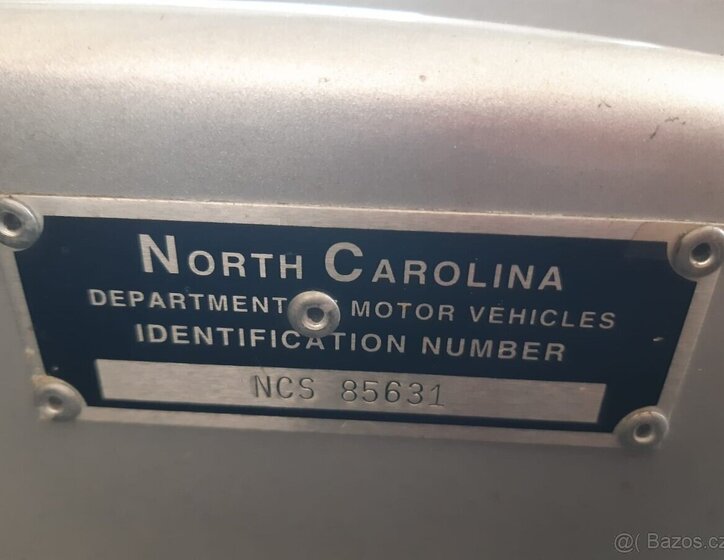 NORTH CAROLINA
DEPARTMENT MOTOR VEHICLES
IDENTIFICATION NUMBER
NCS 85631
@( Bazos.cz